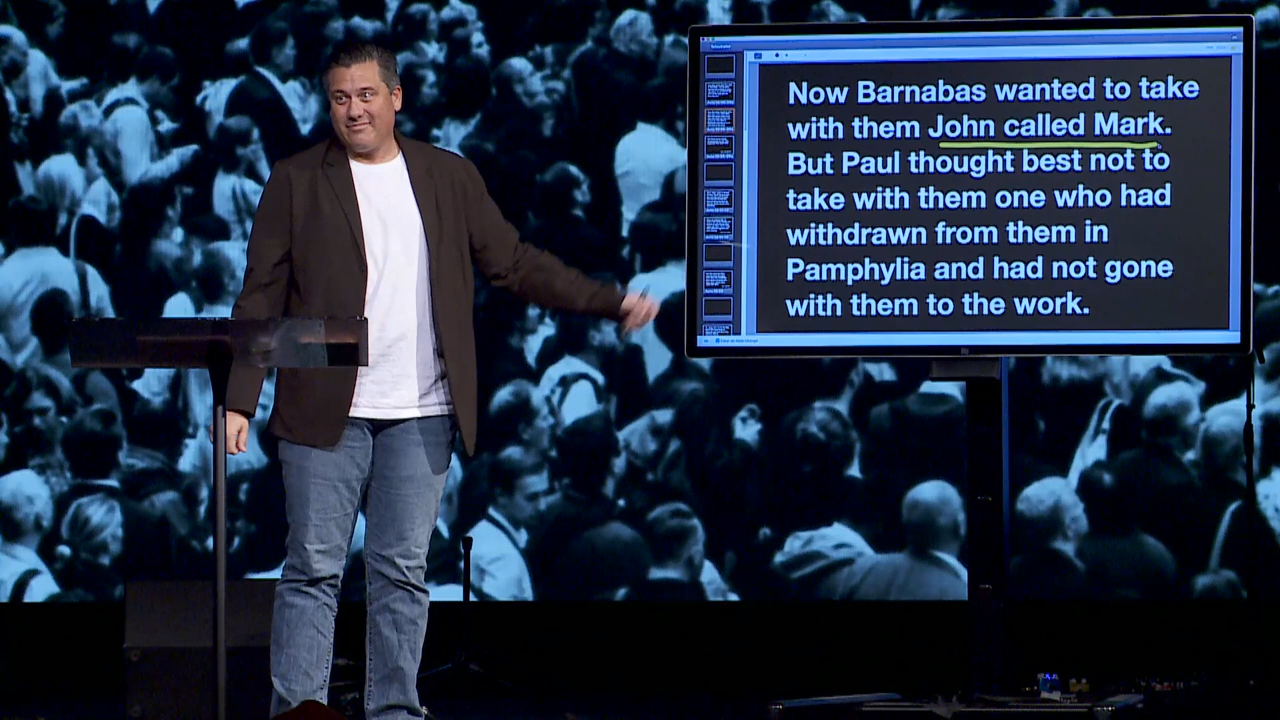 Now Barnabas wanted to take
with them John called Mark.
But Paul thought best not to
take with them one who had
withdrawn from them in
Pamphylia and had not gone
with them to the work.